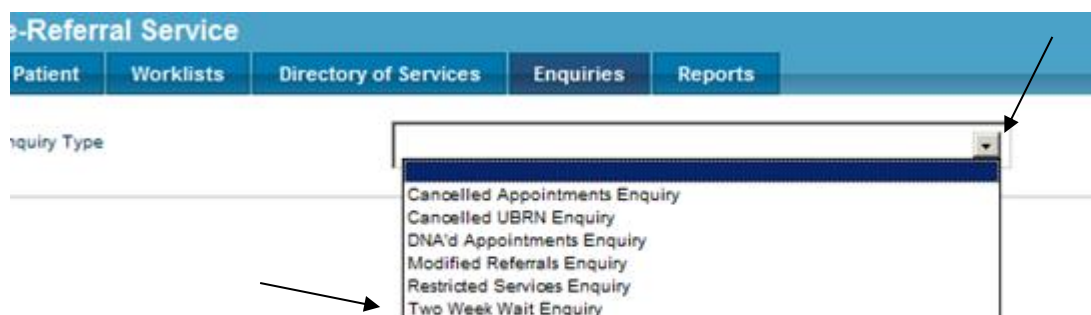 e-Referral Service
Patient Worklists Directory of Services Enquiries Reports
nquiry Type
Cancelled Appointments Enquiry
Cancelled UBRN Enquiry
DNA'd Appointments Enquiry
Modified Referrals Enquiry
Restricted Services Enquiry
Two Week Wait Enquiry